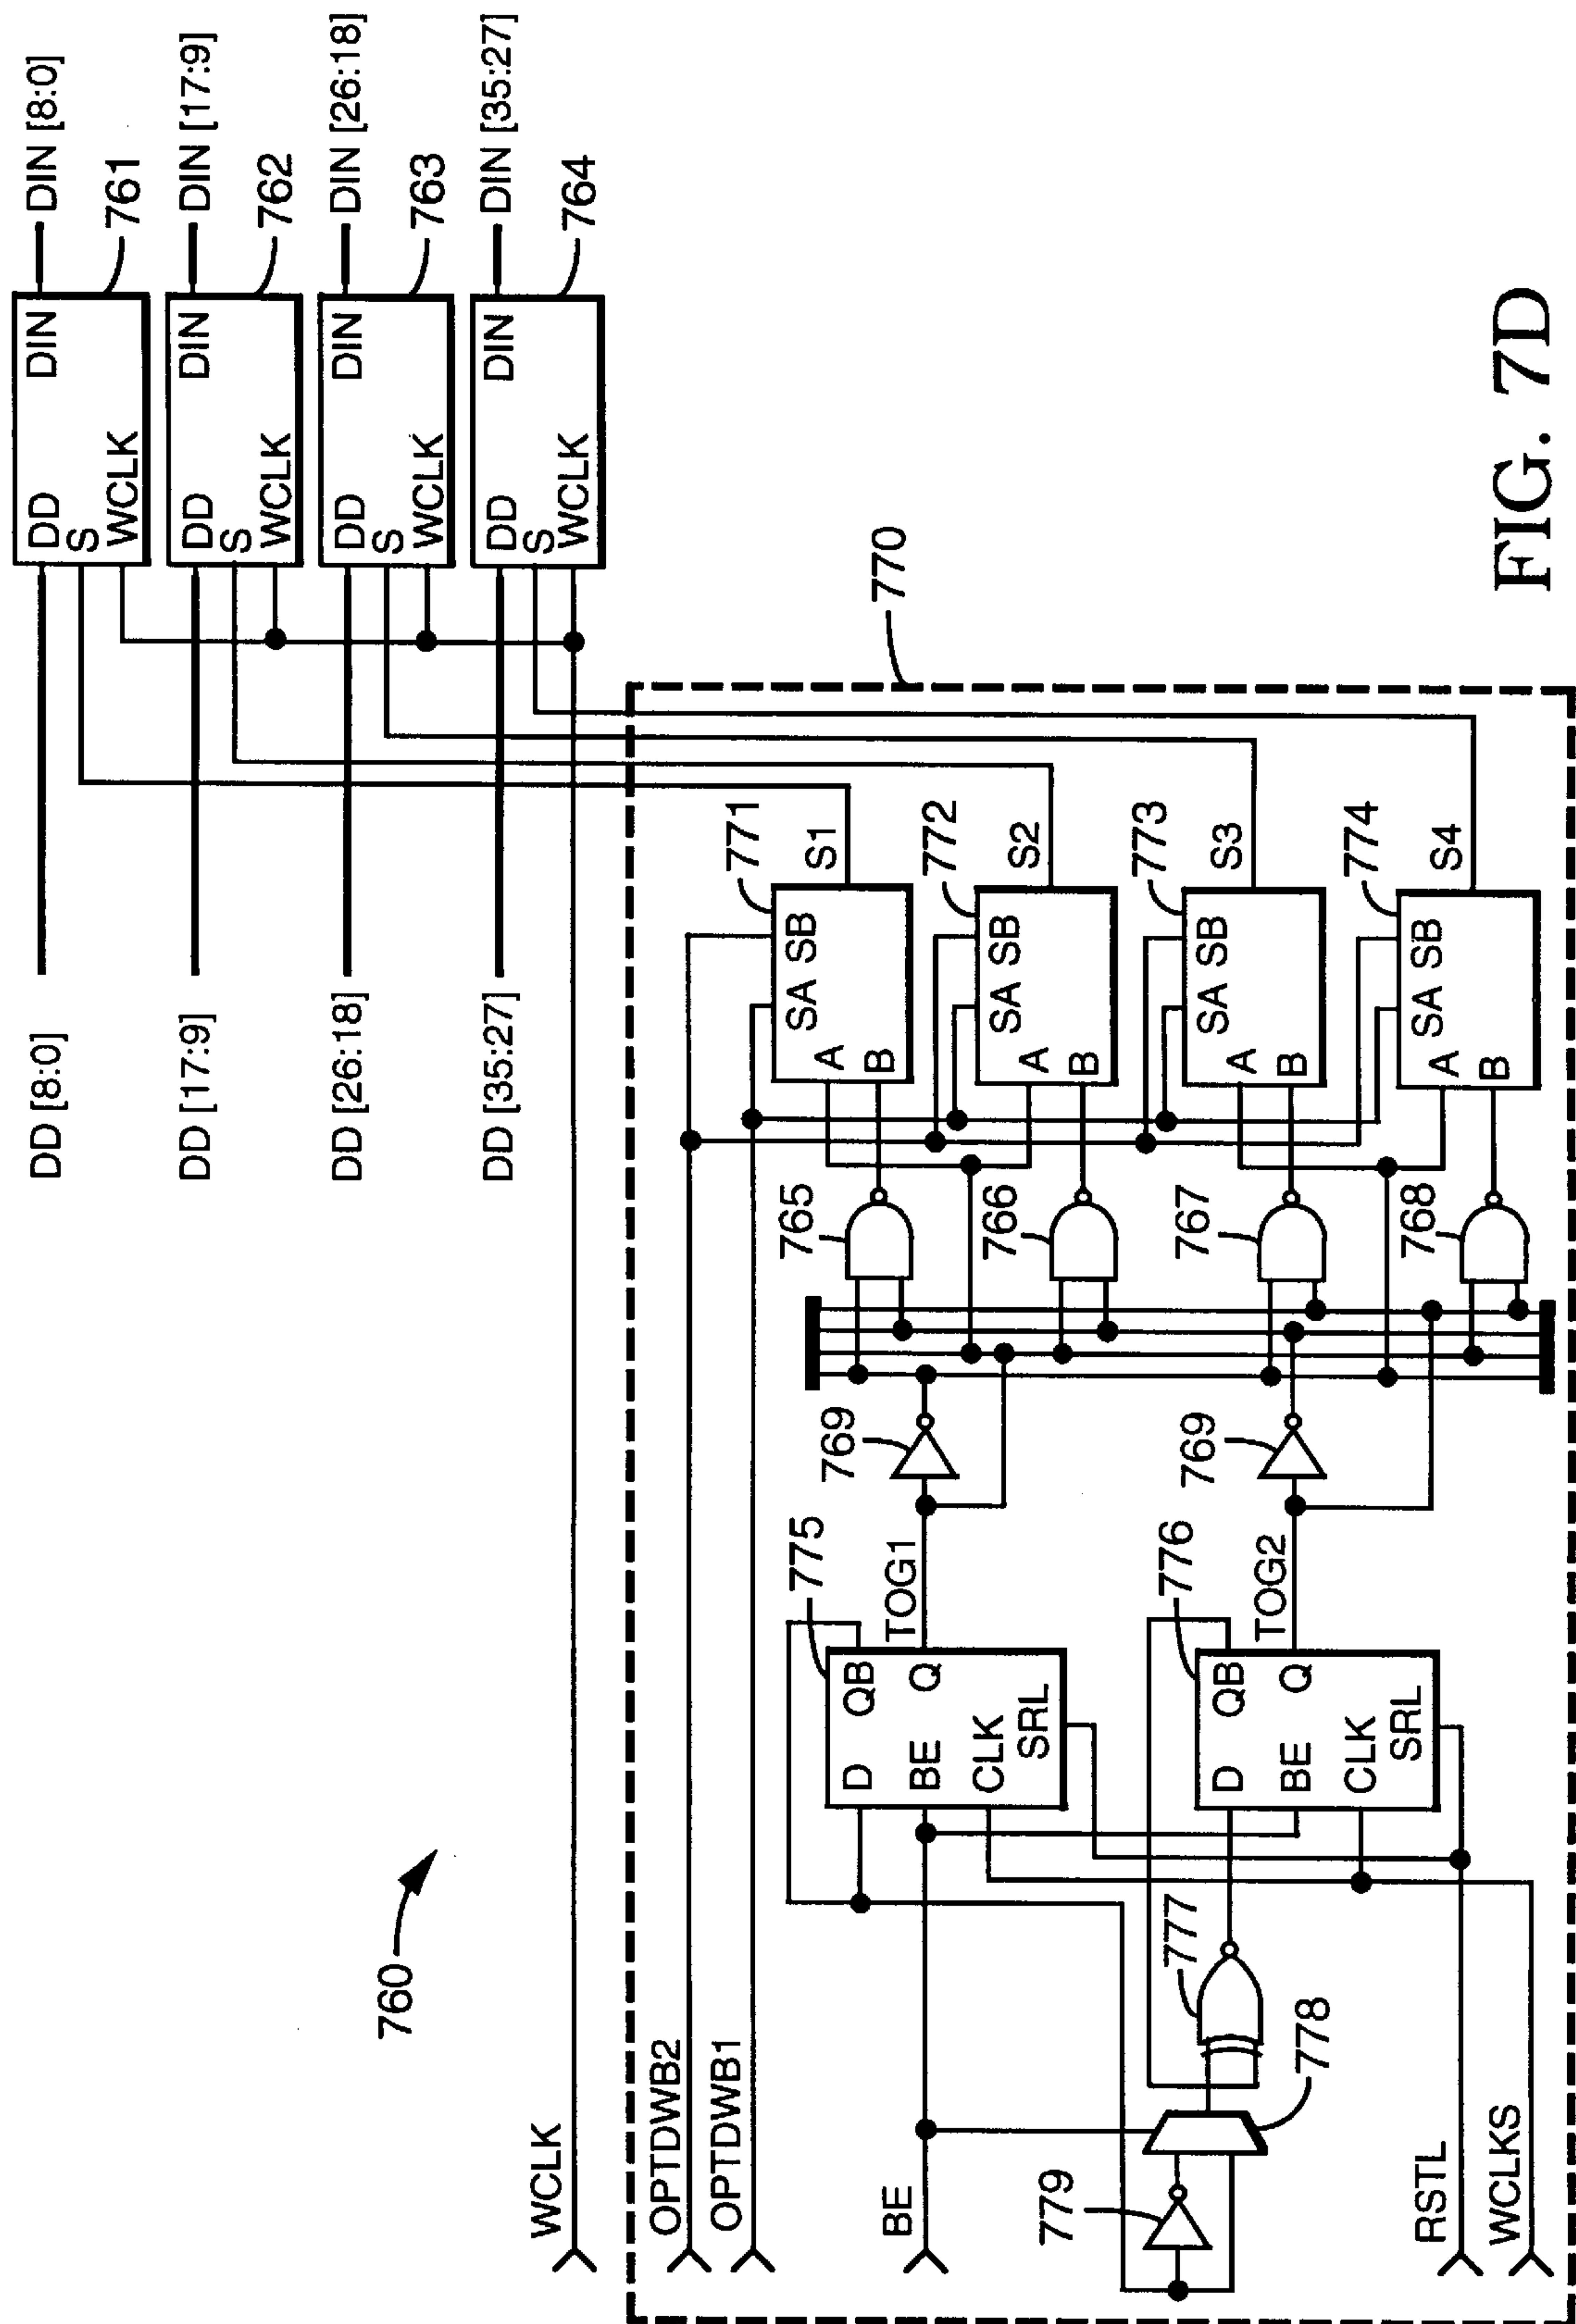 760
WCLK
OPTDWB2
OPTDWB1
BE
RSTL
WCLKS
DD [8:0]
DD [17:9]
DD [26:18]
DD [35:27]
DD
DIN
S
WCLK
DIN [8:0]
761
DD
DIN
S
WCLK
DIN [17:9]
762
DD
DIN
S
WCLK
DIN [26:18]
763
DD
DIN
S
WCLK
DIN [35:27]
764
770
779
778
777
775
D
QB
BE
Q
CLK
SRL
TOG1
776
D
QB
BE
Q
CLK
SRL
TOG2
769
769
765
766
767
768
771
SA SB
A
B
S1
772
SA SB
A
B
S2
773
SA SB
A
B
S3
774
SA SB
A
B
S4
FIG. 7D